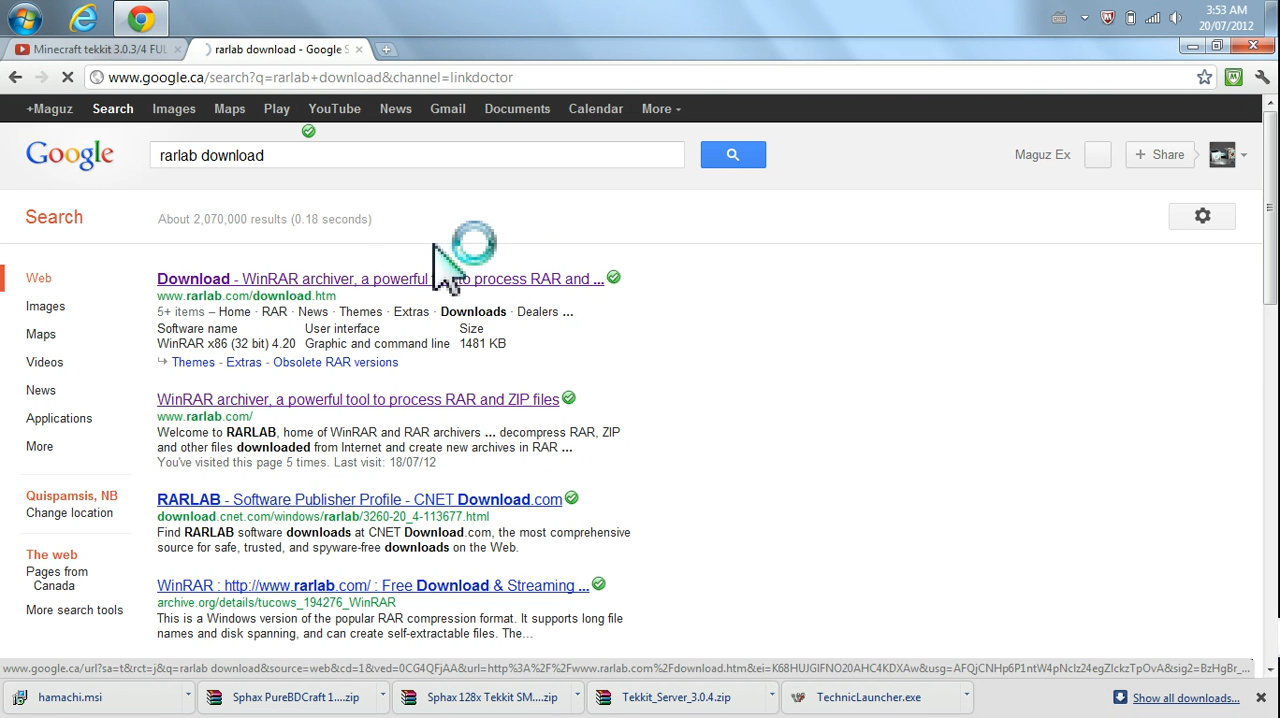 3:53 AM
20/07/2012
Minecraft tekkit 3.0.3/4 FUL
rarlab download - Google S
www.google.ca/search?q=rarlab+download&channel=linkdoctor
+Maguz Search Images Maps Play YouTube News Gmail Documents Calendar More
Google
rarlab download
Maguz Ex
+ Share
Search
About 2,070,000 results (0.18 seconds)
Web
Images
Maps
Videos
News
Applications
More
Quispamsis, NB
Change location
The web
Pages from
Canada
More search tools
Download - WinRAR archiver, a powerful to process RAR and ...
www.rarlab.com/download.htm
5+ items – Home · RAR · News · Themes · Extras · Downloads · Dealers ...
Software name User interface Size
WinRAR x86 (32 bit) 4.20 Graphic and command line 1481 KB
Themes - Extras - Obsolete RAR versions
WinRAR archiver, a powerful tool to process RAR and ZIP files
www.rarlab.com/
Welcome to RARLAB, home of WinRAR and RAR archivers ... decompress RAR, ZIP
and other files downloaded from Internet and create new archives in RAR ...
You've visited this page 5 times. Last visit: 18/07/12
RARLAB - Software Publisher Profile - CNET Download.com
download.cnet.com/windows/rarlab/3260-20_4-113677.html
Find RARLAB software downloads at CNET Download.com, the most comprehensive
source for safe, trusted, and spyware-free downloads on the Web.
WinRAR : http://www.rarlab.com/ : Free Download & Streaming ...
archive.org/details/tucows_194276_WinRAR
This is a Windows version of the popular RAR compression format. It supports long file
names and disk spanning, and can create self-extractable files. The...
hamachi.msi
Sphax PureBDCraft 1....zip
Sphax 128x Tekkit SM....zip
Tekkit_Server_3.0.4.zip
TechnicLauncher.exe
Show all downloads...